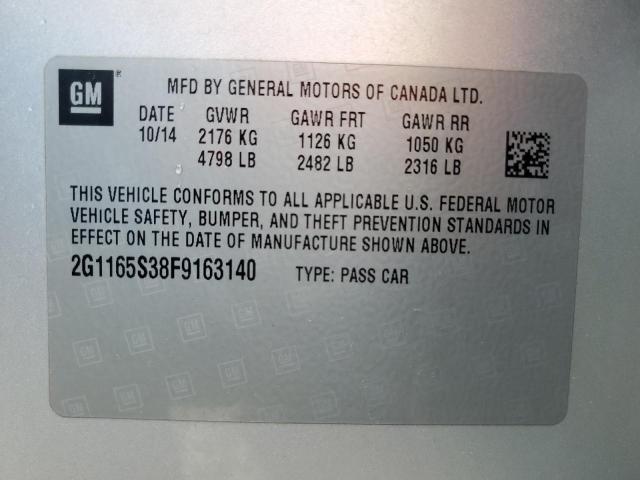 GM ®
MFD BY GENERAL MOTORS OF CANADA LTD.
DATE GVWR GAWR FRT GAWR RR
10/14 2176 KG 1126 KG 1050 KG
4798 LB 2482 LB 2316 LB
THIS VEHICLE CONFORMS TO ALL APPLICABLE U.S. FEDERAL MOTOR
VEHICLE SAFETY, BUMPER, AND THEFT PREVENTION STANDARDS IN
EFFECT ON THE DATE OF MANUFACTURE SHOWN ABOVE.
2G1165S38F9163140 TYPE: PASS CAR